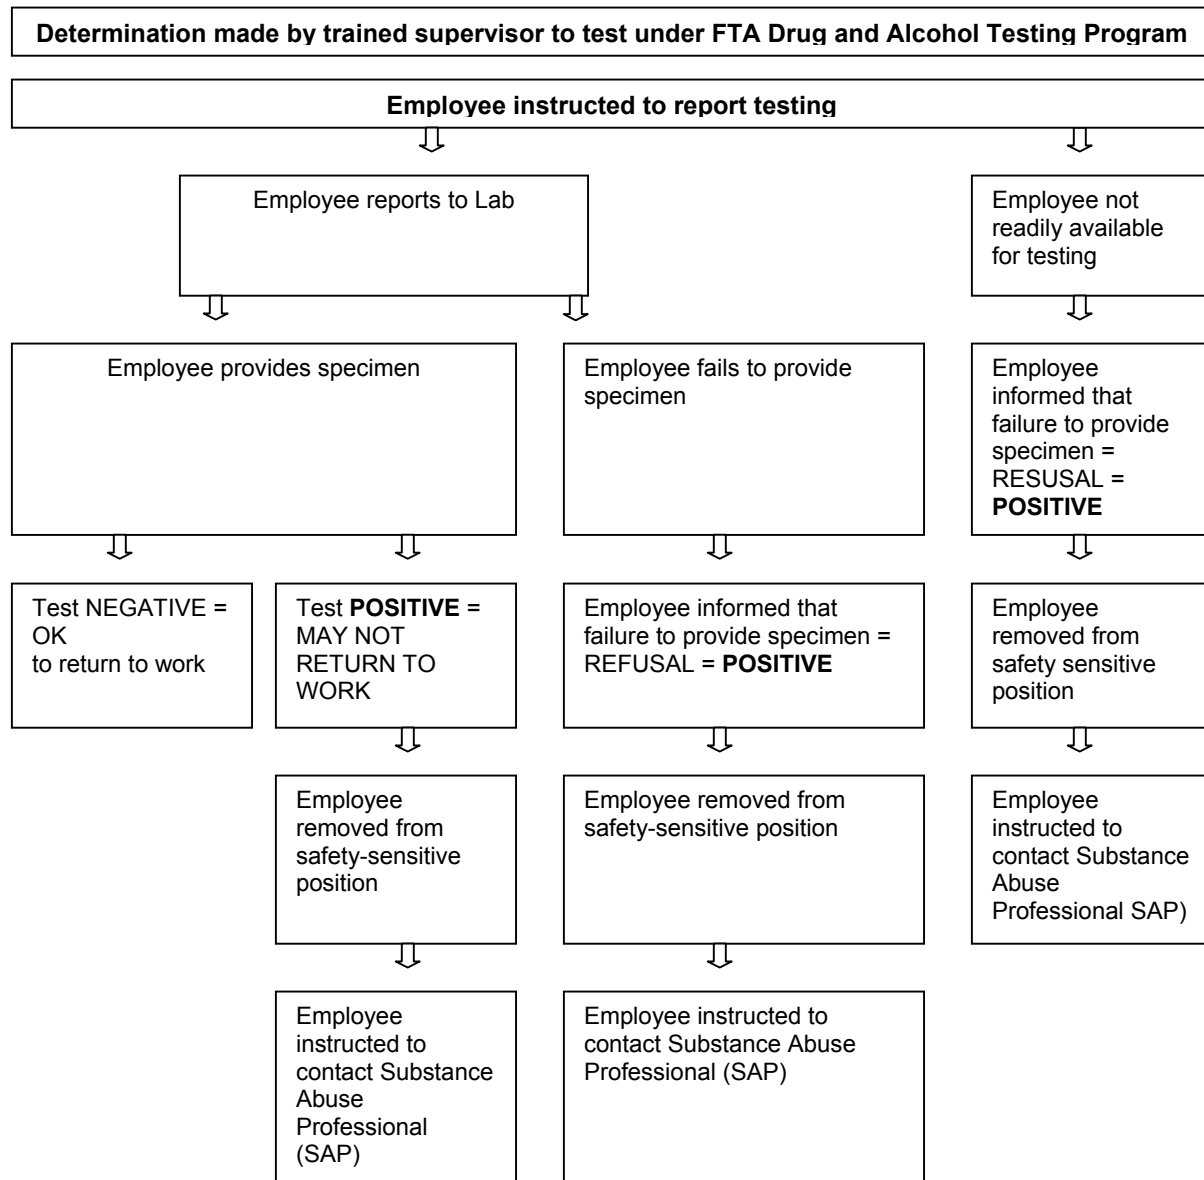 Determination made by trained supervisor to test under FTA Drug and Alcohol Testing Program
Employee instructed to report testing
Employee reports to Lab
Employee not
readily available
for testing
Employee provides specimen
Employee fails to provide
specimen
Employee
informed that
failure to provide
specimen =
RESUSAL =
POSITIVE
Test NEGATIVE =
OK
to return to work
Test POSITIVE =
MAY NOT
RETURN TO
WORK
Employee informed that
failure to provide specimen =
REFUSAL = POSITIVE
Employee
removed from
safety sensitive
position
Employee
removed from
safety-sensitive
position
Employee removed from
safety-sensitive position
Employee
instructed to
contact Substance
Abuse
Professional SAP)
Employee
instructed to
contact Substance
Abuse
Professional
(SAP)
Employee instructed to
contact Substance Abuse
Professional (SAP)